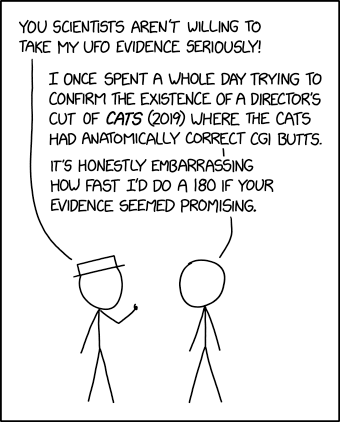 YOU SCIENTISTS AREN'T WILLING TO
TAKE MY UFO EVIDENCE SERIOUSLY!
I ONCE SPENT A WHOLE DAY TRYING TO
CONFIRM THE EXISTENCE OF A DIRECTOR'S
CUT OF CATS (2019) WHERE THE CATS
HAD ANATOMICALLY CORRECT CGI BUTTS.
IT'S HONESTLY EMBARRASSING
HOW FAST I'D DO A 180 IF YOUR
EVIDENCE SEEMED PROMISING.